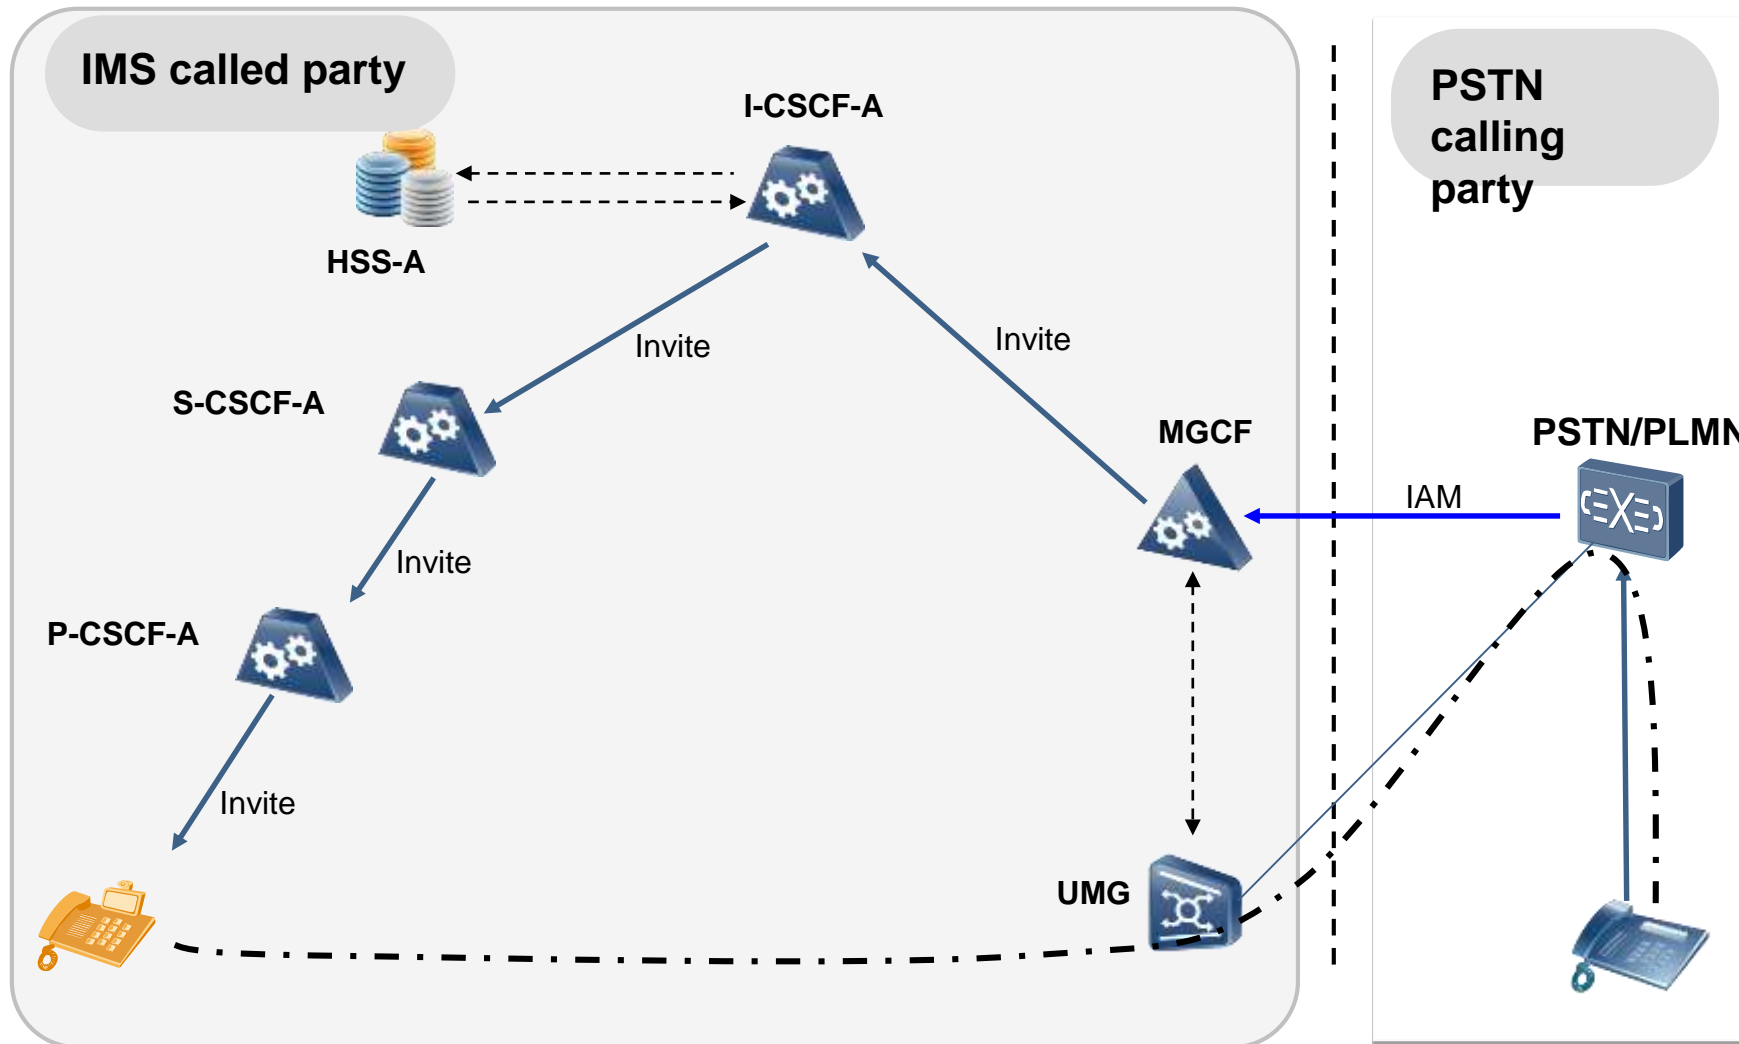 IMS called party
PSTN
calling
party
I-CSCF-A
HSS-A
Invite
Invite
S-CSCF-A
MGCF
PSTN/PLMN
IAM
Invite
P-CSCF-A
Invite
UMG